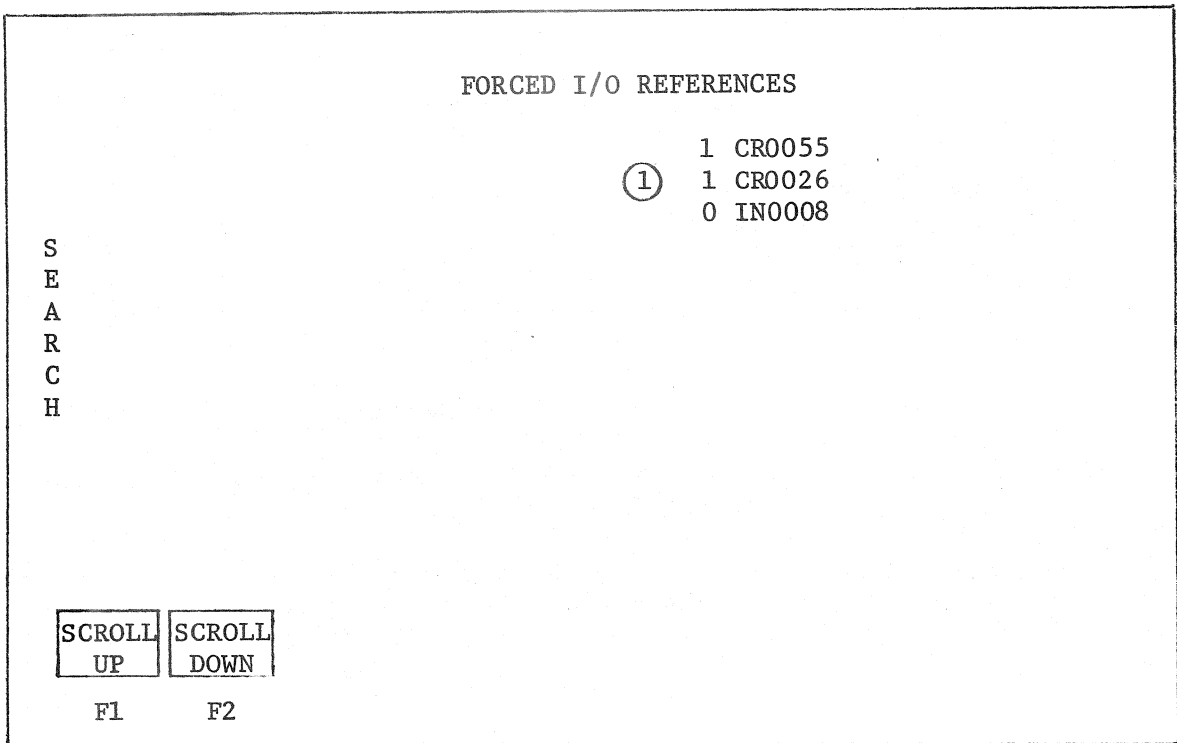 FORCED I/O REFERENCES
1 CR0055
① 1 CR0026
0 IN0008
S
E
A
R
C
H
SCROLL UP
SCROLL DOWN
F1 F2